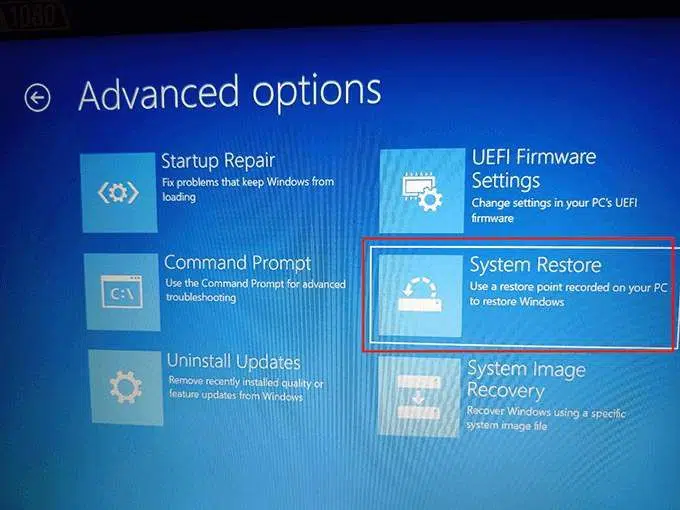 1080
Advanced options
Startup Repair
Fix problems that keep Windows from
loading
UEFI Firmware
Settings
Change settings in your PC's UEFI
firmware
Command Prompt
Use the Command Prompt for advanced
troubleshooting
C:\
System Restore
Use a restore point recorded on your PC
to restore Windows
Uninstall Updates
Remove recently installed quality or
feature updates from Windows
System Image
Recovery
Recover Windows using a specific
system image file